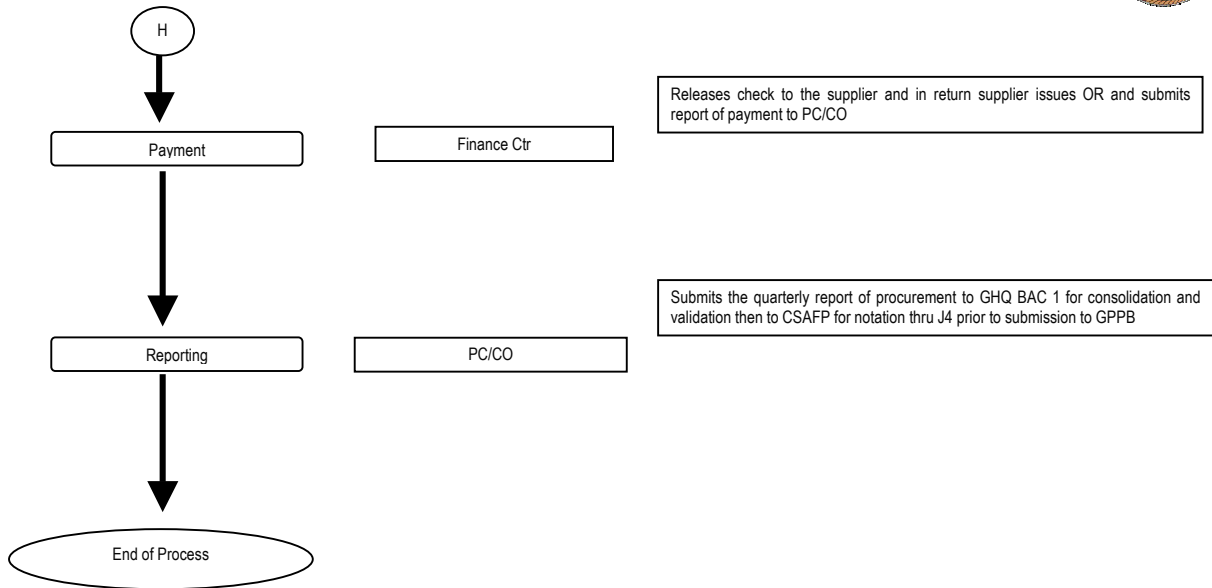 H
Releases check to the supplier and in return supplier issues OR and submits
report of payment to PC/CO
Payment
Finance Ctr
Submits the quarterly report of procurement to GHQ BAC 1 for consolidation and
validation then to CSAFP for notation thru J4 prior to submission to GPPB
Reporting
PC/CO
End of Process